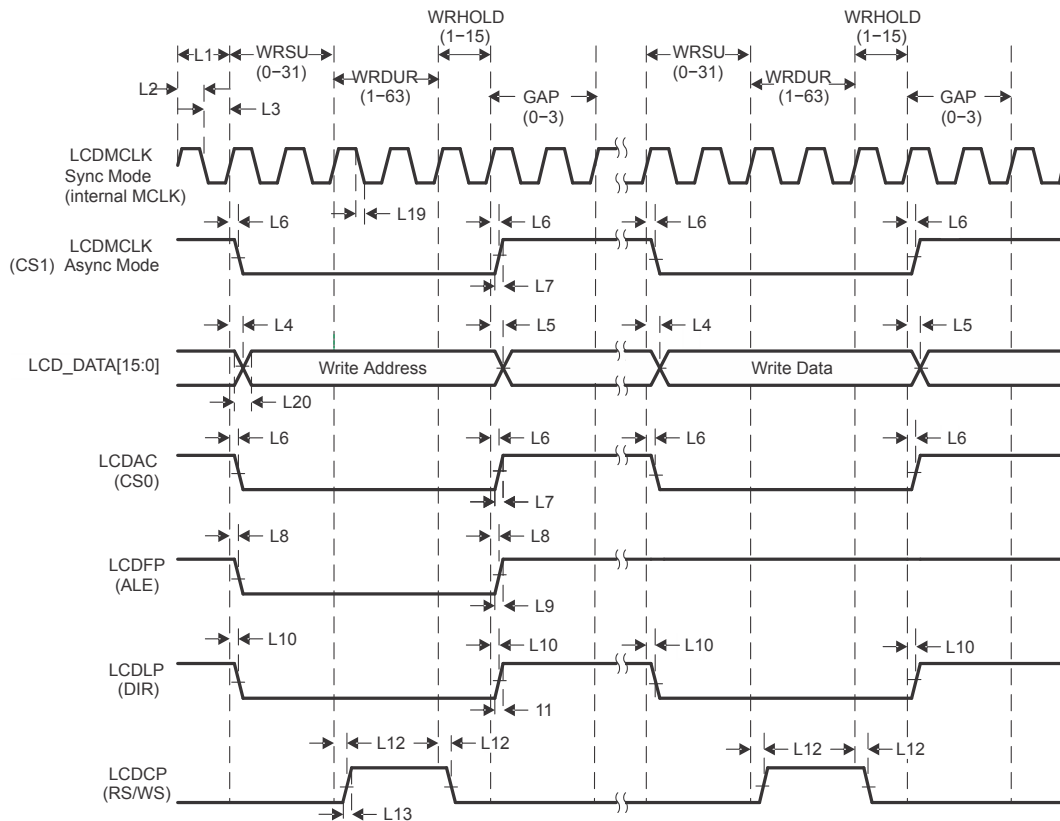 WRHOLD
(1−15)
WRHOLD
(1−15)
L1
WRSU
(0−31)
WRSU
(0−31)
L2
WRDUR
(1−63)
WRDUR
(1−63)
L3
GAP
(0−3)
GAP
(0−3)
LCDMCLK
Sync Mode
(internal MCLK)
L19
L6
L6
L6
L6
LCDMCLK
(CS1) Async Mode
L7
L4
L5
L4
L5
LCD_DATA[15:0]
Write Address
Write Data
L20
L6
L6
L6
L6
LCDAC
(CS0)
L7
L8
L8
LCDFP
(ALE)
L9
L10
L10
L10
L10
LCDLP
(DIR)
11
L12
L12
L12
L12
LCDCP
(RS/WS)
L13